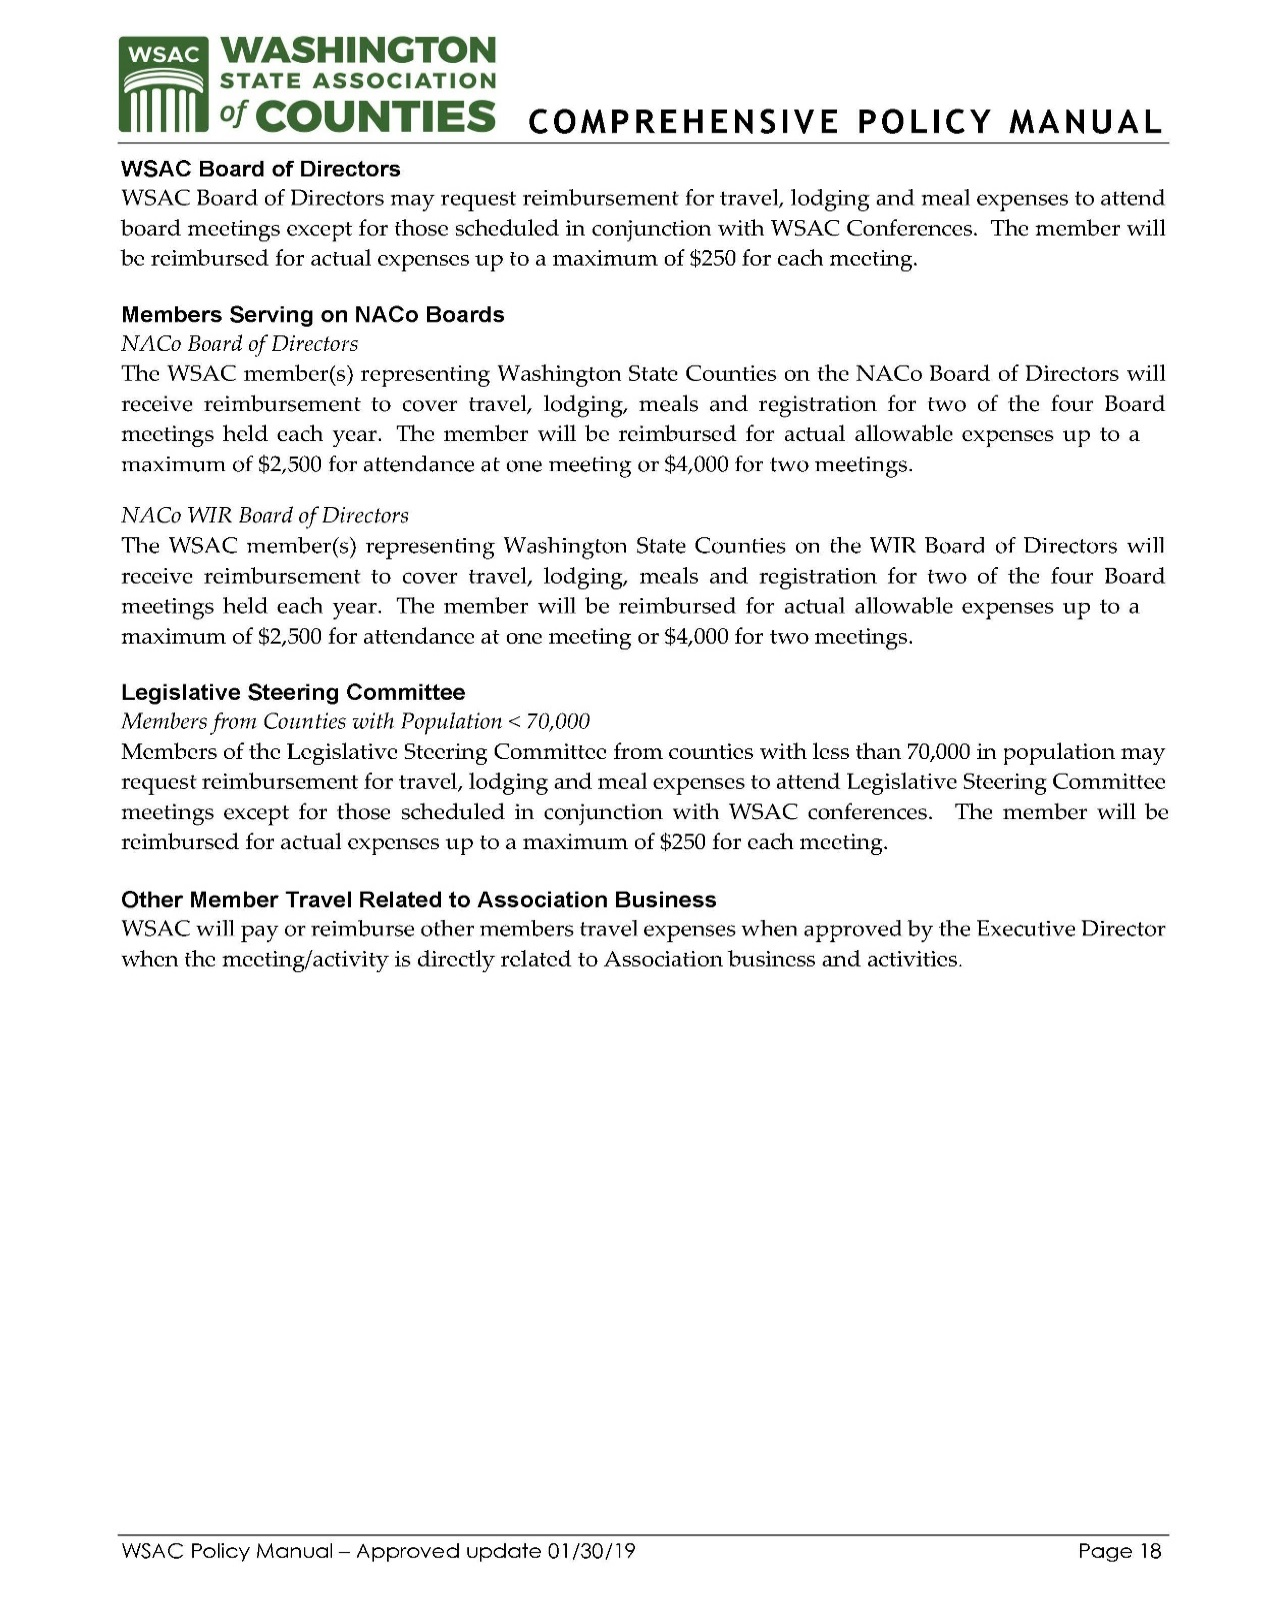 WSAC
WASHINGTON
STATE ASSOCIATION
of COUNTIES
COMPREHENSIVE POLICY MANUAL
WSAC Board of Directors
WSAC Board of Directors may request reimbursement for travel, lodging and meal expenses to attend
board meetings except for those scheduled in conjunction with WSAC Conferences. The member will
be reimbursed for actual expenses up to a maximum of $250 for each meeting.
Members Serving on NACo Boards
NACo Board of Directors
The WSAC member(s) representing Washington State Counties on the NACo Board of Directors will
receive reimbursement to cover travel, lodging, meals and registration for two of the four Board
meetings held each year. The member will be reimbursed for actual allowable expenses up to a
maximum of $2,500 for attendance at one meeting or $4,000 for two meetings.
NACo WIR Board of Directors
The WSAC member(s) representing Washington State Counties on the WIR Board of Directors will
receive reimbursement to cover travel, lodging, meals and registration for two of the four Board
meetings held each year. The member will be reimbursed for actual allowable expenses up to a
maximum of $2,500 for attendance at one meeting or $4,000 for two meetings.
Legislative Steering Committee
Members from Counties with Population < 70,000
Members of the Legislative Steering Committee from counties with less than 70,000 in population may
request reimbursement for travel, lodging and meal expenses to attend Legislative Steering Committee
meetings except for those scheduled in conjunction with WSAC conferences. The member will be
reimbursed for actual expenses up to a maximum of $250 for each meeting.
Other Member Travel Related to Association Business
WSAC will pay or reimburse other members travel expenses when approved by the Executive Director
when the meeting/activity is directly related to Association business and activities.
WSAC Policy Manual – Approved update 01/30/19
Page 18